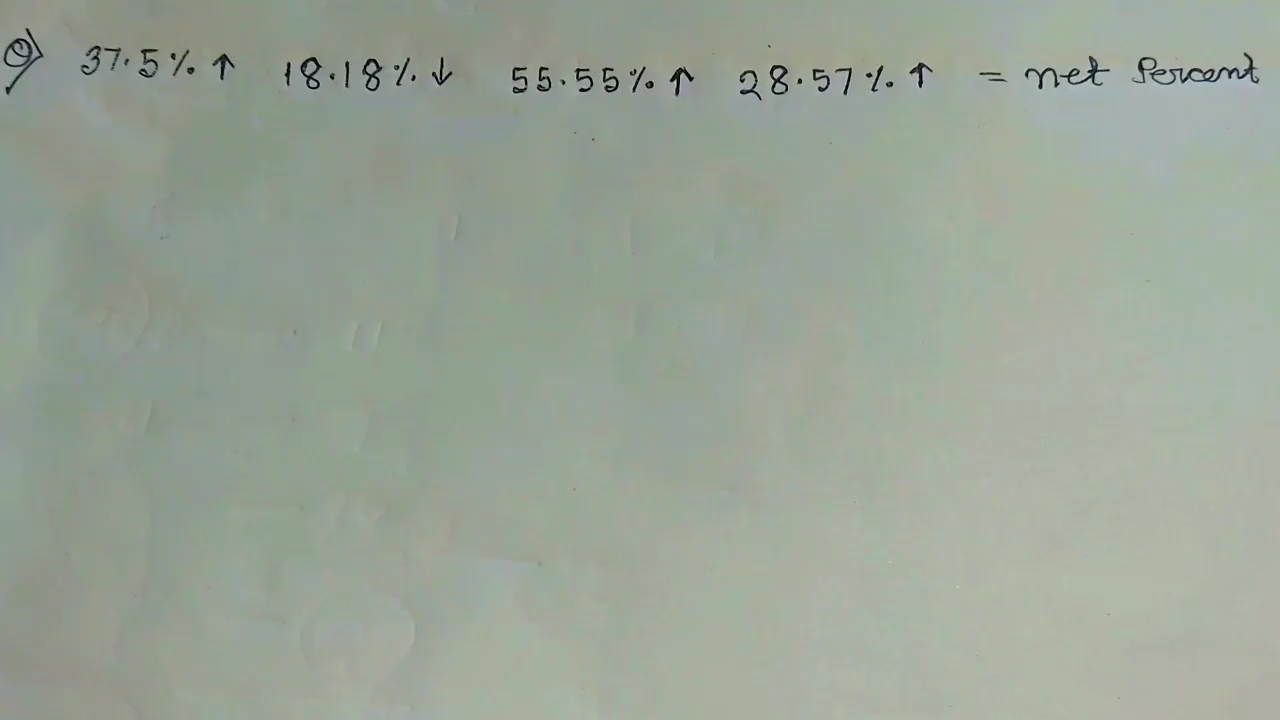 Q) 37.5% ↑ 18.18% ↓ 55.55% ↑ 28.57% ↑ = net Percent